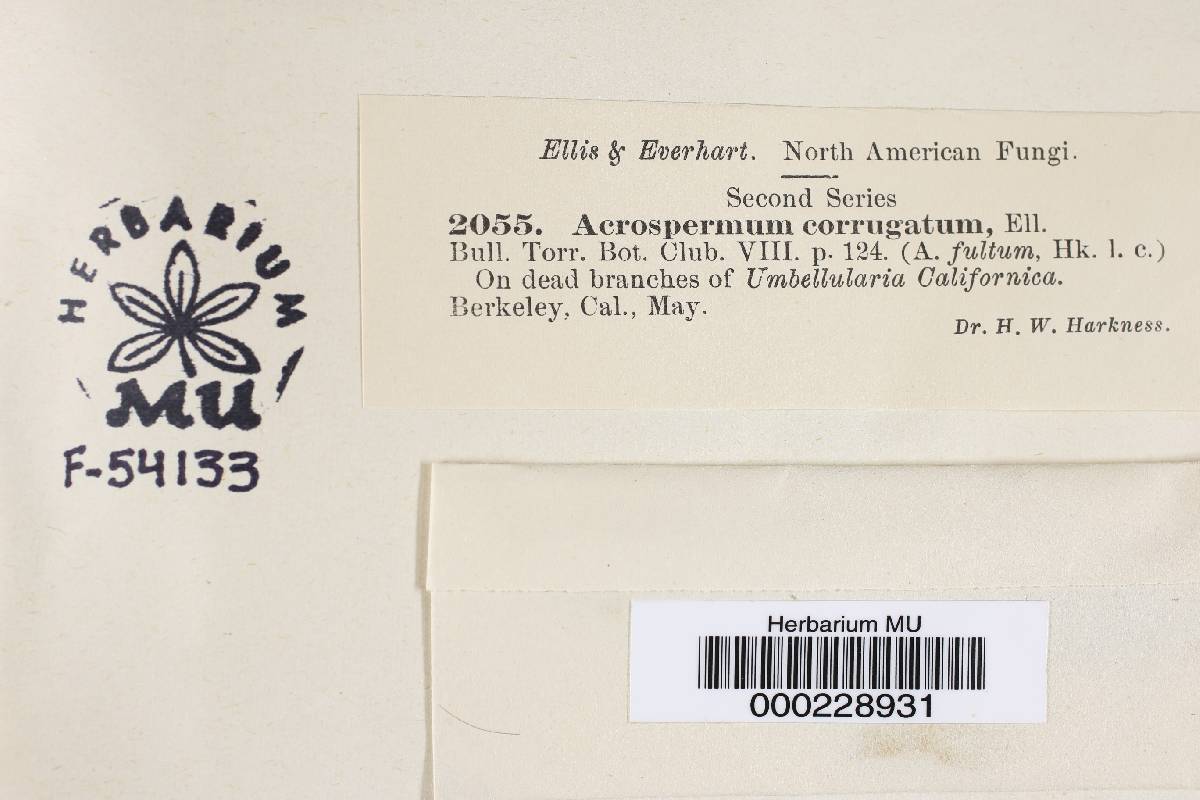 Ellis & Everhart. North American Fungi.
Second Series
2055. Acrospermum corrugatum, Ell.
Bull. Torr. Bot. Club. VIII. p. 124. (A. fultum, Hk. l. c.)
On dead branches of Umbellularia Californica.
Berkeley, Cal., May.
Dr. H. W. Harkness.
HERBARIUM
MU
F-54133
Herbarium MU
000228931